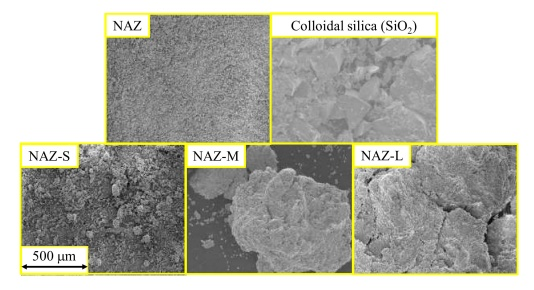 NAZ
Colloidal silica (SiO₂)
NAZ-S
NAZ-M
NAZ-L
500 μm